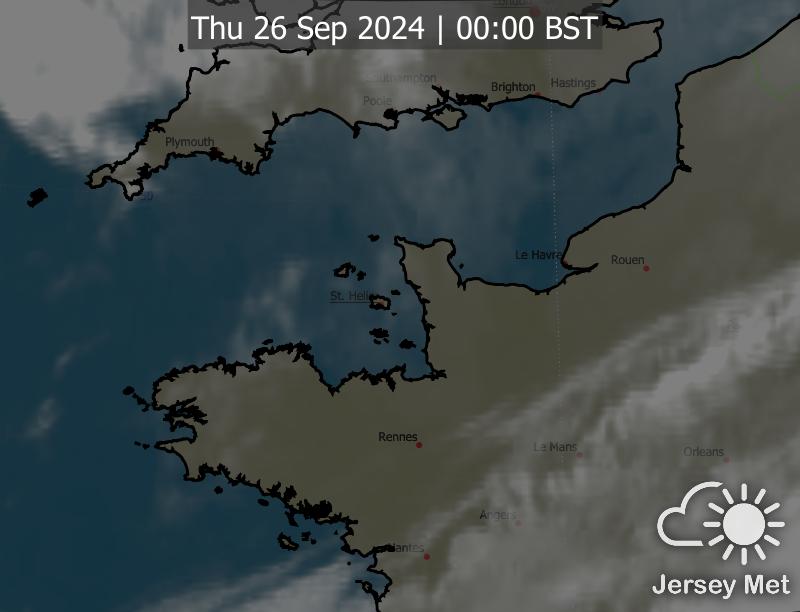 London
Thu 26 Sep 2024 | 00:00 BST
Southampton
Brighton
Hastings
Poole
Plymouth
Le Havre
Rouen
St. Helier
Rennes
Le Mans
Orleans
Angers
Nantes
Jersey Met